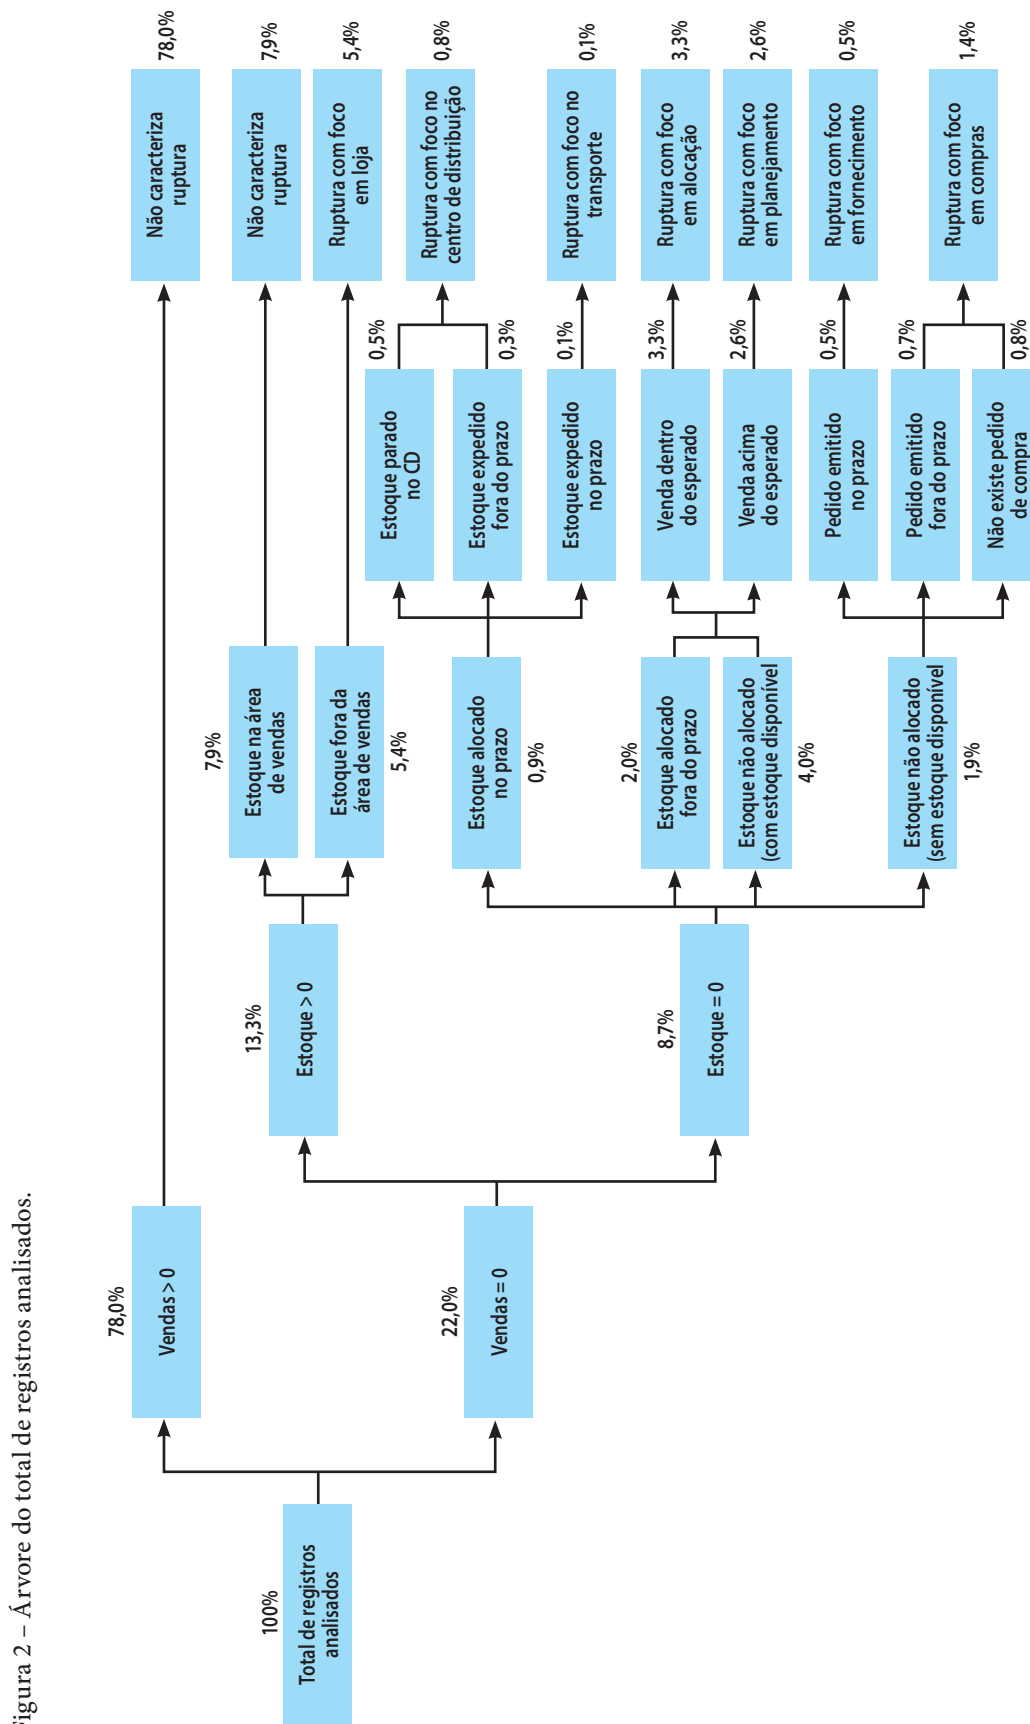 Figura 2 – Árvore do total de registros analisados.
100%
Total de registros
analisados
78,0%
Vendas > 0
22,0%
Vendas = 0
13,3%
Estoque > 0
8,7%
Estoque = 0
7,9%
Estoque na área
de vendas
Estoque fora da
área de vendas
5,4%
Estoque alocado
no prazo
0,9%
2,0%
Estoque alocado
fora do prazo
Estoque não alocado
(com estoque disponível
4,0%
Estoque não alocado
(sem estoque disponível
1,9%
Estoque parado
no CD
0,5%
Estoque expedido
fora do prazo
0,3%
Estoque expedido
no prazo
0,1%
Venda dentro
do esperado
3,3%
Venda acima
do esperado
2,6%
Pedido emitido
no prazo
0,5%
Pedido emitido
fora do prazo
0,7%
Não existe pedido
de compra
0,8%
Não caracteriza
ruptura
78,0%
Não caracteriza
ruptura
7,9%
Ruptura com foco
em loja
5,4%
Ruptura com foco no
centro de distribuição
0,8%
Ruptura com foco no
transporte
0,1%
Ruptura com foco
em alocação
3,3%
Ruptura com foco
em planejamento
2,6%
Ruptura com foco
em fornecimento
0,5%
Ruptura com foco
em compras
1,4%